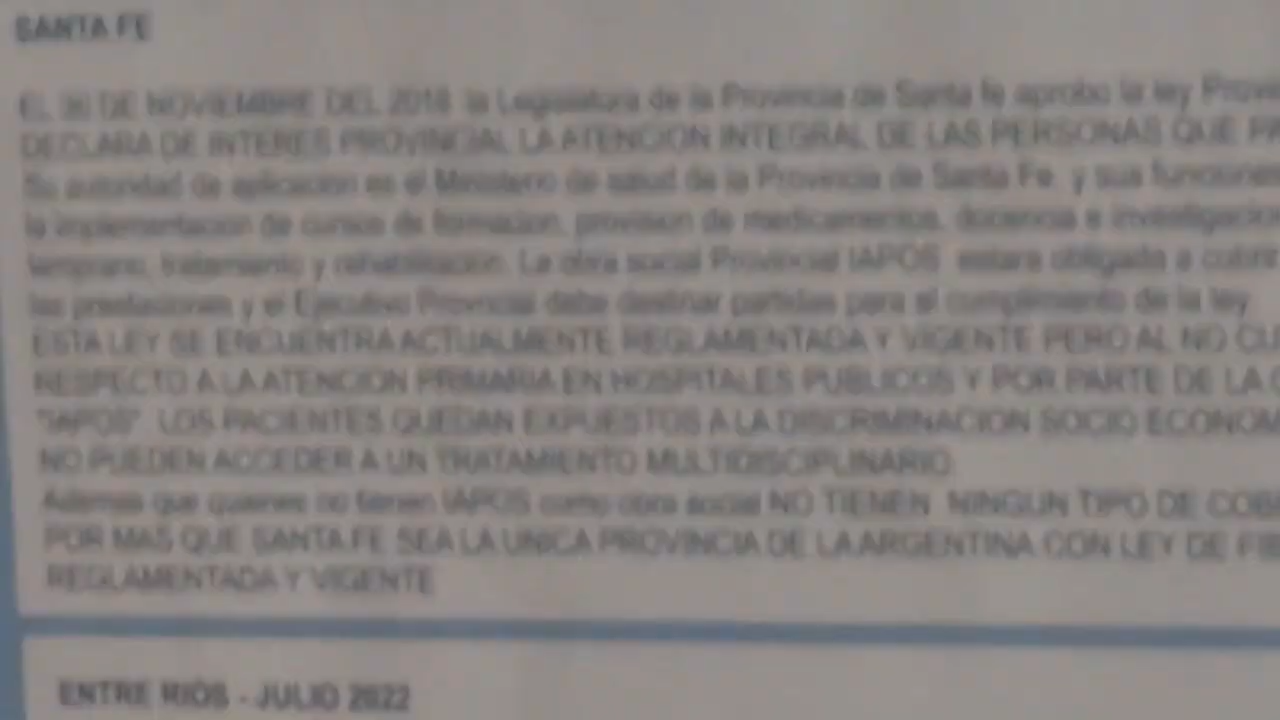 SANTA FE
EL 30 DE NOVIEMBRE DEL 2018 la Legislatura de la Provincia de Santa fe aprobo la ley
DECLARA DE INTERES PROVINCIAL LA ATENCION INTEGRAL DE LAS PERSONAS QUE
Su autoridad de aplicacion es el Ministerio de salud de la Provincia de Santa Fe y sus funciones
la implementacion de cursos de formacion, provision de medicamentos, docencia e investigacion
temprano, tratamiento y rehabilitacion. La obra social Provincial IAPOS estara obligada a cubrir
las prestaciones y el Ejecutivo Provincial debe destinar partidas para el cumplimiento de la ley
ESTA LEY SE ENCUENTRA ACTUALMENTE REGLAMENTADA Y VIGENTE PERO AL NO
RESPECTO A LA ATENCION PRIMARIA EN HOSPITALES PUBLICOS Y POR PARTE DE LA
"IAPOS". LOS PACIENTES QUEDAN EXPUESTOS A LA DISCRIMINACION SOCIO
NO PUEDEN ACCEDER A UN TRATAMIENTO MULTIDISCIPLINARIO
Ademas que quienes no tienen IAPOS como obra social NO TIENEN NINGUN TIPO DE
POR MAS QUE SANTA FE SEA LA UNICA PROVINCIA DE LA ARGENTINA CON LEY DE
REGLAMENTADA Y VIGENTE
ENTRE RIOS - JULIO 2022